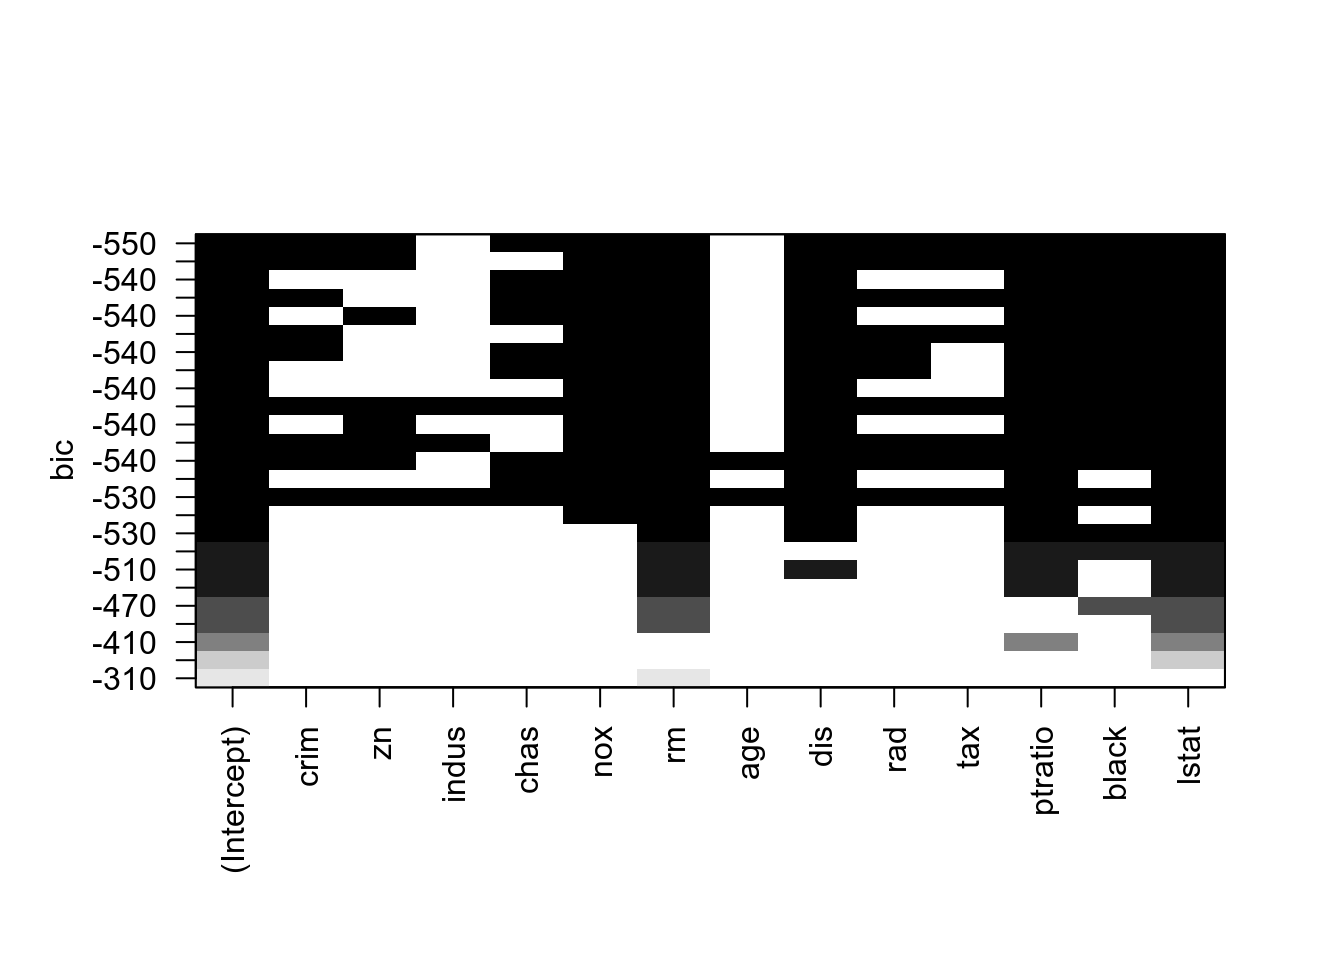 -550
-540
-540
-540
-540
-540
-540
-530
-530
-510
-470
-410
-310
bic
(Intercept)
crim
zn
indus
chas
nox
rm
age
dis
rad
tax
ptratio
black
lstat